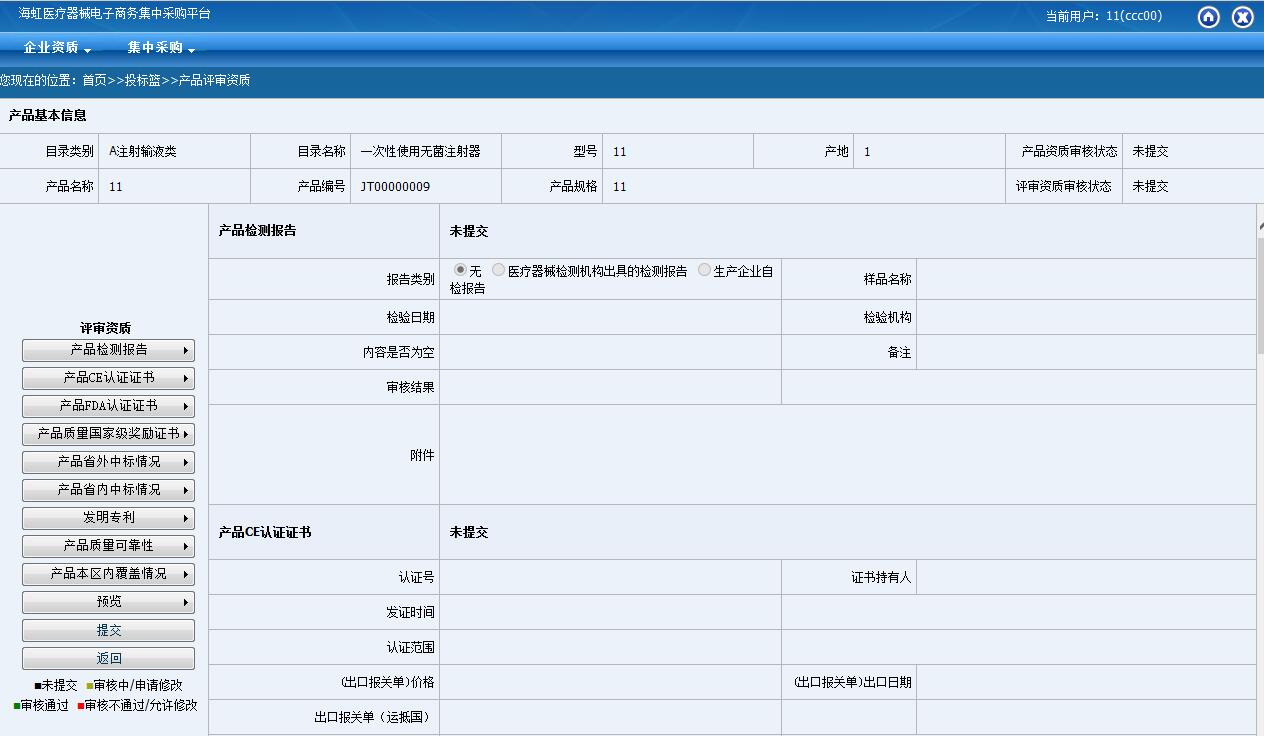 海虹医疗器械电子商务集中采购平台
当前用户：11(ccc00)
企业资质 集中采购
您现在的位置：首页>>投标篮>>产品评审资质
产品基本信息
目录类别 A注射输液类 目录名称 一次性使用无菌注射器 型号 11 产地 1 产品资质审核状态 未提交
产品名称 11 产品编号 JT00000009 产品规格 11 评审资质审核状态 未提交
评审资质
产品检测报告
产品CE认证证书
产品FDA认证证书
产品质量国家级奖励证书
产品省外中标情况
产品省内中标情况
发明专利
产品质量可靠性
产品本区内覆盖情况
预览
提交
返回
■未提交 ■审核中/申请修改
■审核通过 ■审核不通过/允许修改
产品检测报告 未提交
报告类别 无 医疗器械检测机构出具的检测报告 生产企业自
检报告 样品名称
检验日期 检验机构
内容是否为空 备注
审核结果
附件
产品CE认证证书 未提交
认证号 证书持有人
发证时间
认证范围
(出口报关单)价格 (出口报关单)出口日期
出口报关单（运抵国）